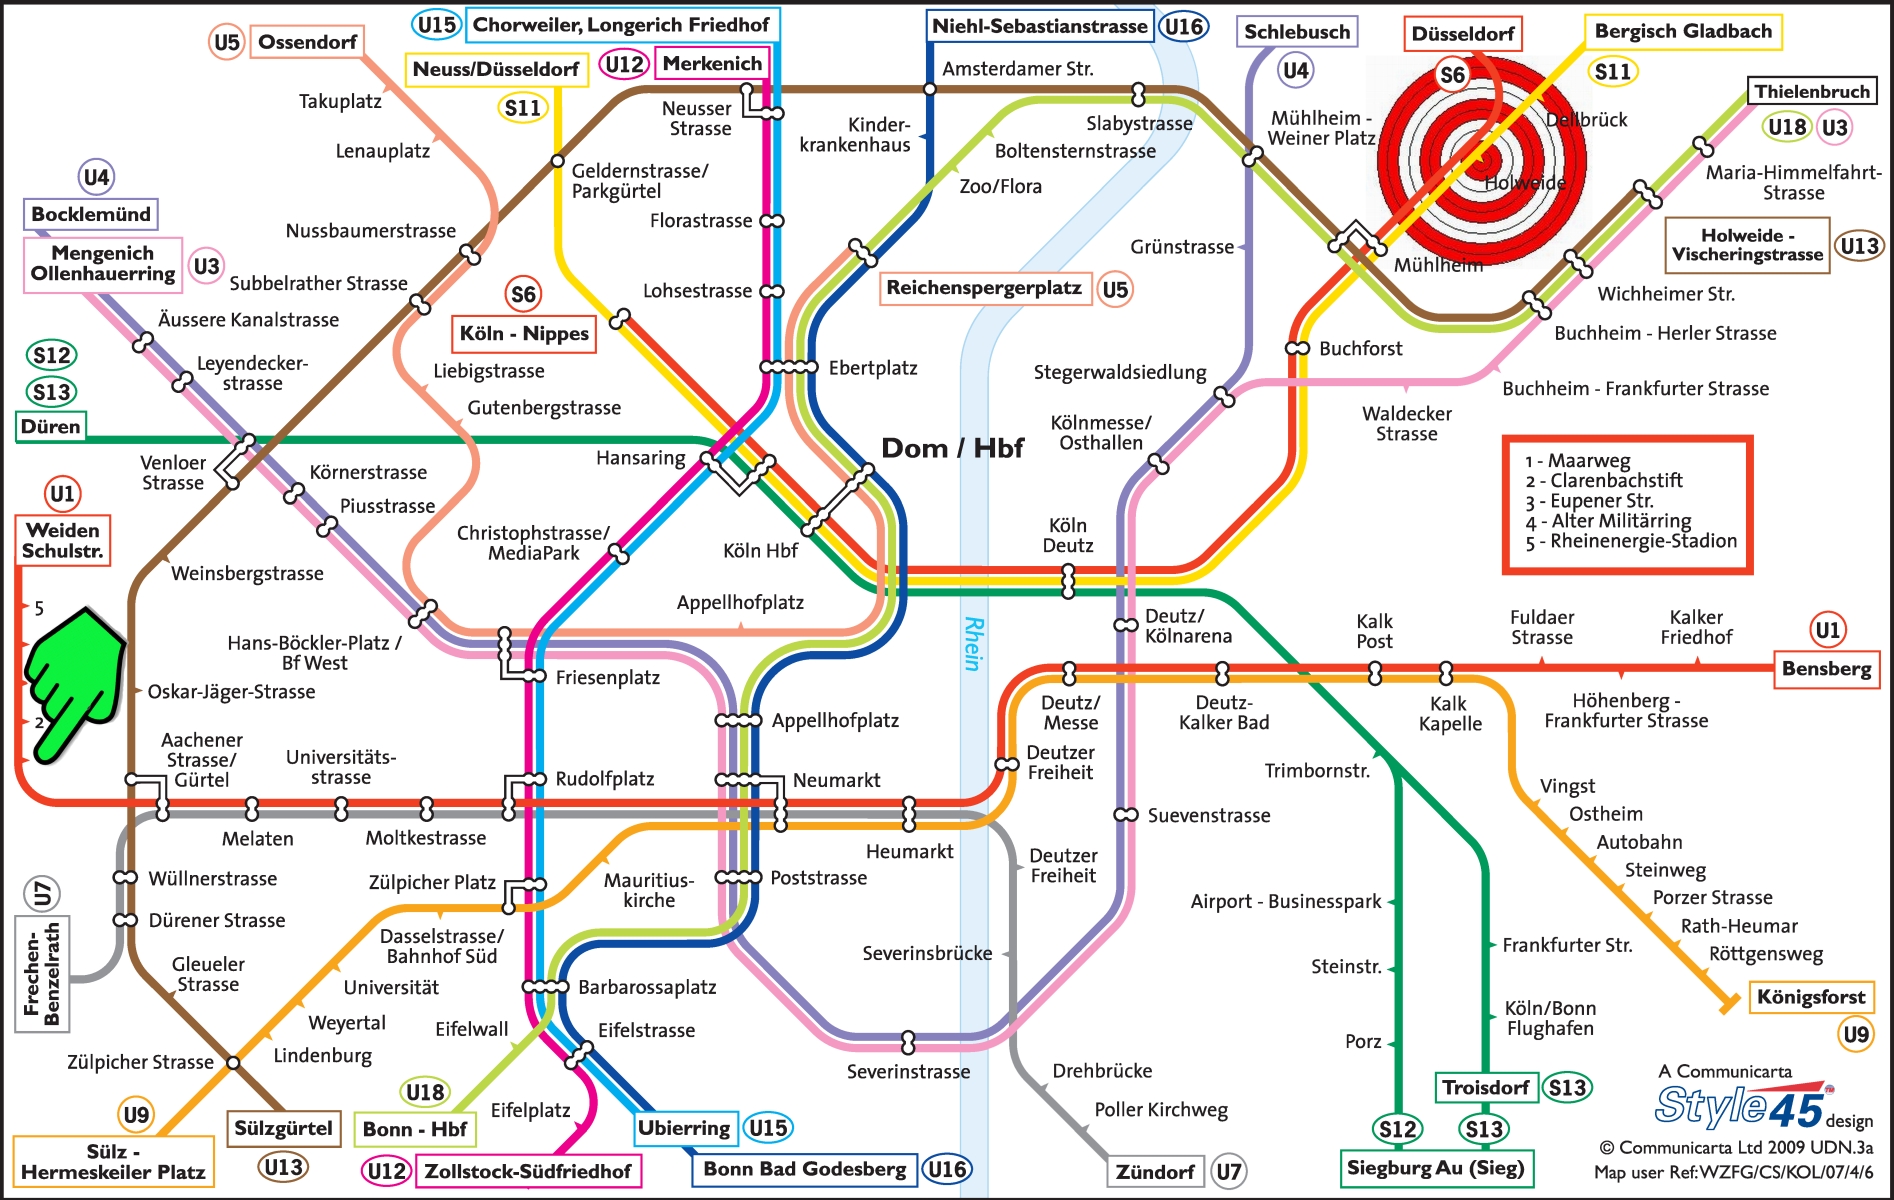 U15
Chorweiler, Longerich Friedhof
Niehl-Sebastianstrasse
U16
Schlebusch
U4
Düsseldorf
S6
Bergisch Gladbach
S11
U5
Ossendorf
Neuss/Düsseldorf
S11
U12
Merkenich
Amsterdamer Str.
Thielenbruch
U18
U3
Takuplatz
Lenauplatz
Neusser
Strasse
Kinder-
krankenhaus
Slabystrasse
Boltensternstrasse
Zoo/Flora
Mühlheim -
Weiner Platz
Dellbrück
Holweide
Maria-Himmelfahrt-
Strasse
U4
Bocklemünd
Mengenich
Ollenhauerring
U3
Geldernstrasse/
Parkgürtel
Florastrasse
Nussbaumerstrasse
Grünstrasse
Holweide -
Vischeringstrasse
U13
Mühlheim
Subbelrather Strasse
S6
Köln - Nippes
Lohsestrasse
Reichenspergerplatz
U5
Wichheimer Str.
Äussere Kanalstrasse
Buchheim - Herler Strasse
S12
S13
Düren
Leyendecker-
strasse
Liebigstrasse
Ebertplatz
Buchforst
Stegerwaldsiedlung
Buchheim - Frankfurter Strasse
Gutenbergstrasse
Kölnmesse/
Osthallen
Waldecker
Strasse
Dom / Hbf
Venloer
Strasse
Hansaring
Körnerstrasse
Piusstrasse
1 - Maarweg
2 - Clarenbachstift
3 - Eupener Str.
4 - Alter Militärring
5 - Rheinenergie-Stadion
U1
Weiden
Schulstr.
Christophstrasse/
MediaPark
Köln Hbf
Köln
Deutz
Weinsbergstrasse
5
2
Appellhofplatz
Hans-Böckler-Platz /
Bf West
Friesenplatz
Rhein
Deutz/
Kölnarena
Kalk
Post
Fuldaer
Strasse
Kalker
Friedhof
U1
Bensberg
Oskar-Jäger-Strasse
Appellhofplatz
Deutz/
Messe
Deutz-
Kalker Bad
Kalk
Kapelle
Höhenberg -
Frankfurter Strasse
Aachener
Strasse/
Gürtel
Universitäts-
strasse
Rudolfplatz
Neumarkt
Deutzer
Freiheit
Trimbornstr.
Vingst
Ostheim
Autobahn
Steinweg
Porzer Strasse
Rath-Heumar
Röttgensweg
Melaten
Moltkestrasse
Heumarkt
Suevenstrasse
Deutzer
Freiheit
U7
Frechen-
Benzelrath
Wüllnerstrasse
Dürener Strasse
Zülpicher Platz
Mauritius-
kirche
Poststrasse
Airport - Businesspark
Dasselstrasse/
Bahnhof Süd
Severinsbrücke
Frankfurter Str.
Gleueler
Strasse
Universität
Weyertal
Lindenburg
Barbarossaplatz
Steinstr.
Königsforst
U9
Eifelwall
Eifelstrasse
Köln/Bonn
Flughafen
Porz
Zülpicher Strasse
Severinstrasse
Drehbrücke
Poller Kirchweg
A Communicarta
Style45 TM
design
Troisdorf
S13
U9
Sülz -
Hermeskeiler Platz
Sülzgürtel
U13
U18
Bonn - Hbf
Eifelplatz
U12
Zollstock-Südfriedhof
Ubierring
U15
Bonn Bad Godesberg
U16
Zündorf
U7
S12
S13
Siegburg Au (Sieg)
© Communicarta Ltd 2009 UDN.3a
Map user Ref:WZFG/CS/KOL/07/4/6